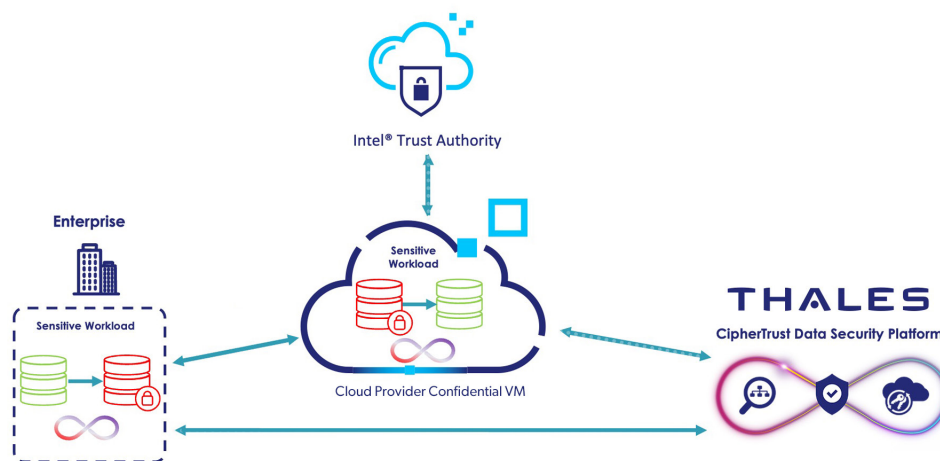 Intel® Trust Authority
Enterprise
Sensitive
Workload
THALES
CipherTrust Data Security Platform
Sensitive Workload
Cloud Provider Confidential VM